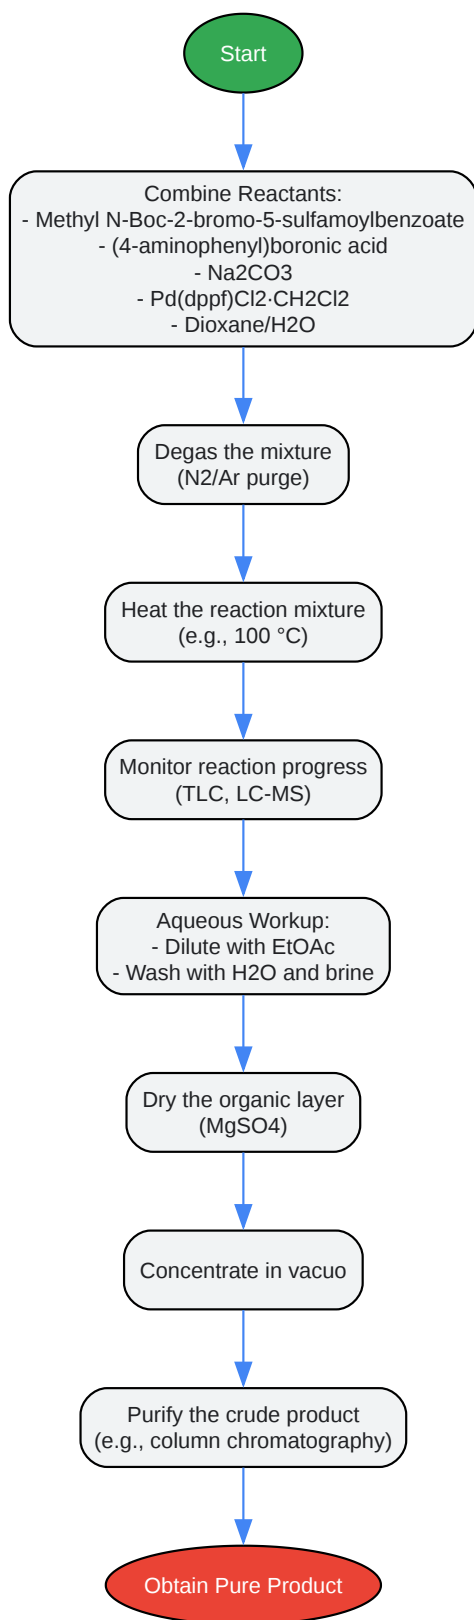 Start
Combine Reactants:
- Methyl N-Boc-2-bromo-5-sulfamoylbenzoate
- (4-aminophenyl)boronic acid
- Na2CO3
- Pd(dppf)Cl2·CH2Cl2
- Dioxane/H2O
Degas the mixture
(N2/Ar purge)
Heat the reaction mixture
(e.g., 100 °C)
Monitor reaction progress
(TLC, LC-MS)
Aqueous Workup:
- Dilute with EtOAc
- Wash with H2O and brine
Dry the organic layer
(MgSO4)
Concentrate in vacuo
Purify the crude product
(e.g., column chromatography)
Obtain Pure Product